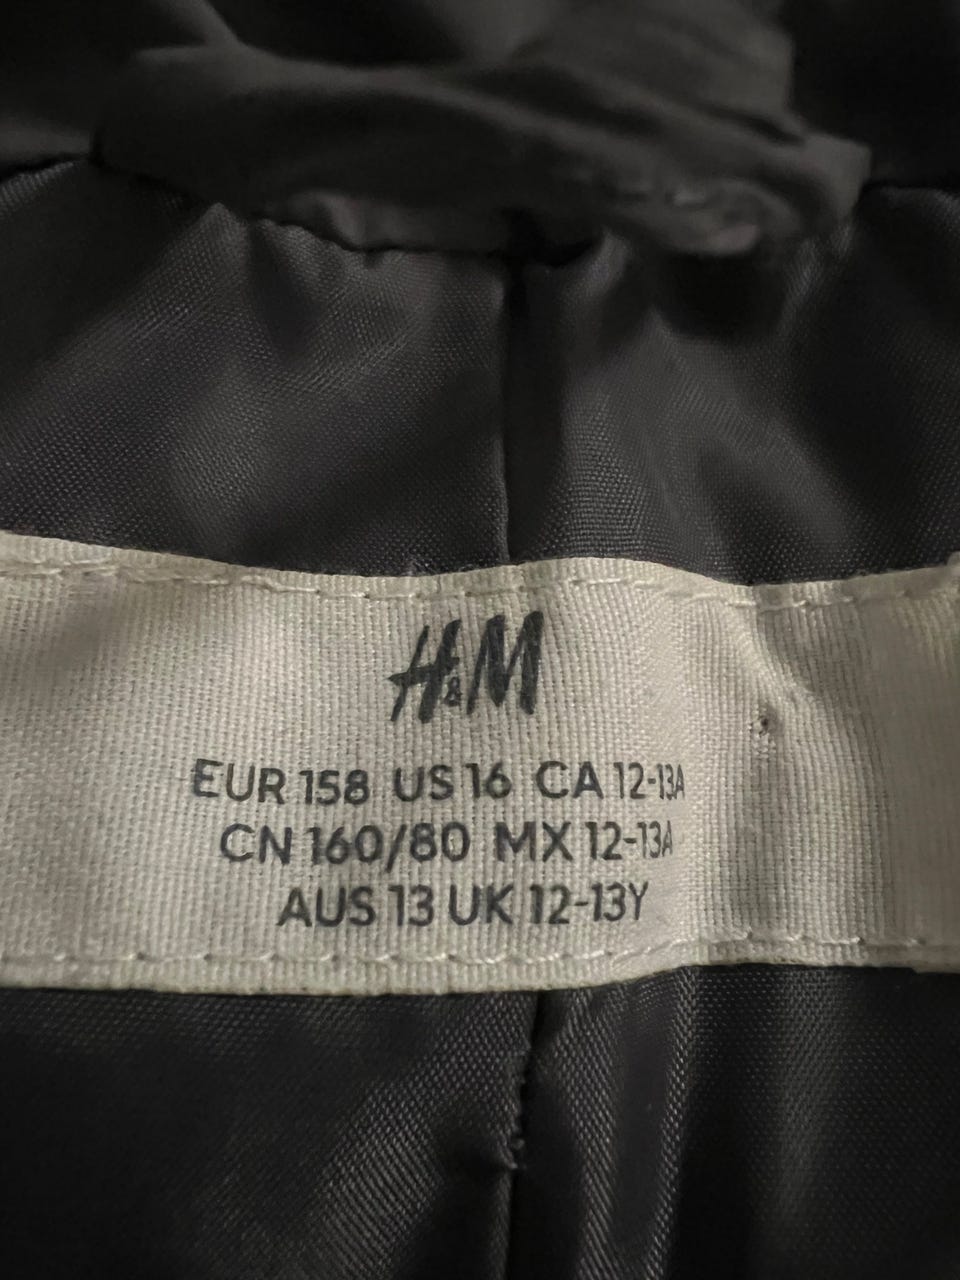 H&M
EUR 158 US 16 CA 12-13A
CN 160/80 MX 12-13A
AUS 13 UK 12-13Y